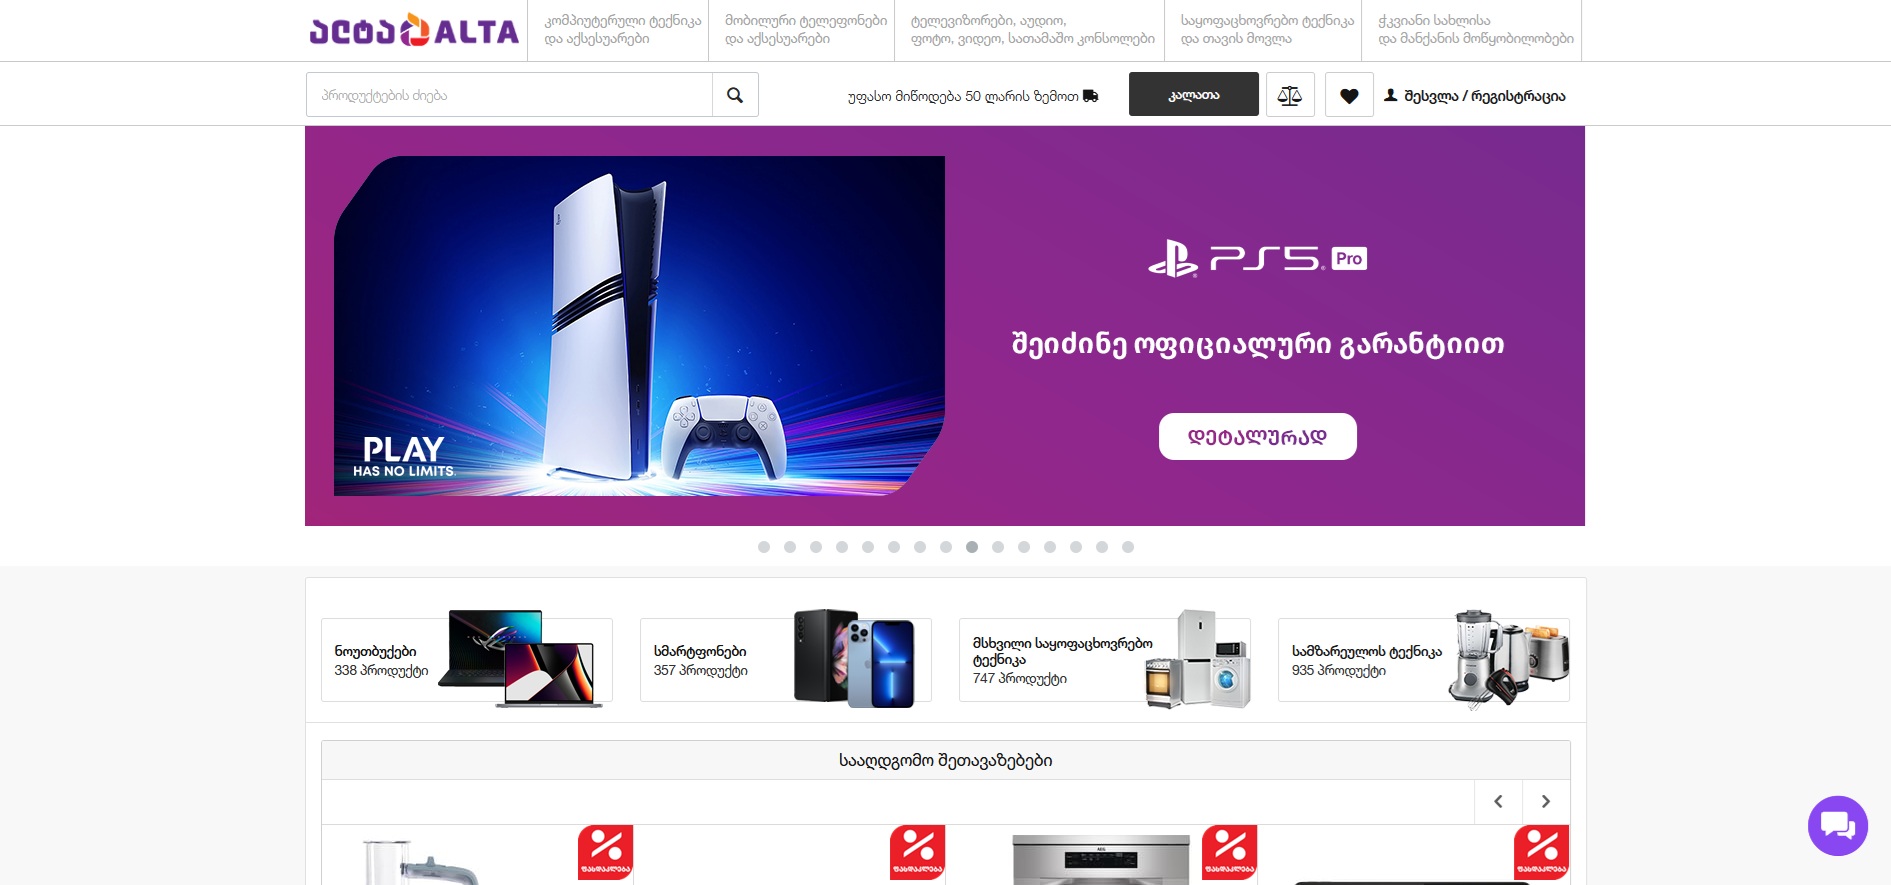 ალტა ALTA
კომპიუტერული ტექნიკა
და აქსესუარები
მობილური ტელეფონები
და აქსესუარები
ტელევიზორები, აუდიო,
ფოტო, ვიდეო, სათამაშო კონსოლები
საყოფაცხოვრებო ტექნიკა
და თავის მოვლა
ჭკვიანი სახლისა
და მანქანის მოწყობილობები
პროდუქტების ძიება
უფასო მიწოდება 50 ლარის ზემოთ
კალათა
შესვლა / რეგისტრაცია
PS5 Pro
შეიძინე ოფიციალური გარანტიით
დეტალურად
PLAY
HAS NO LIMITS.
ნოუთბუქები
338 პროდუქტი
სმარტფონები
357 პროდუქტი
მსხვილი საყოფაცხოვრებო
ტექნიკა
747 პროდუქტი
სამზარეულოს ტექნიკა
935 პროდუქტი
სააღდგომო შეთავაზებები
%
ფასდაკლება
%
ფასდაკლება
%
ფასდაკლება
%
ფასდაკლება
AEG